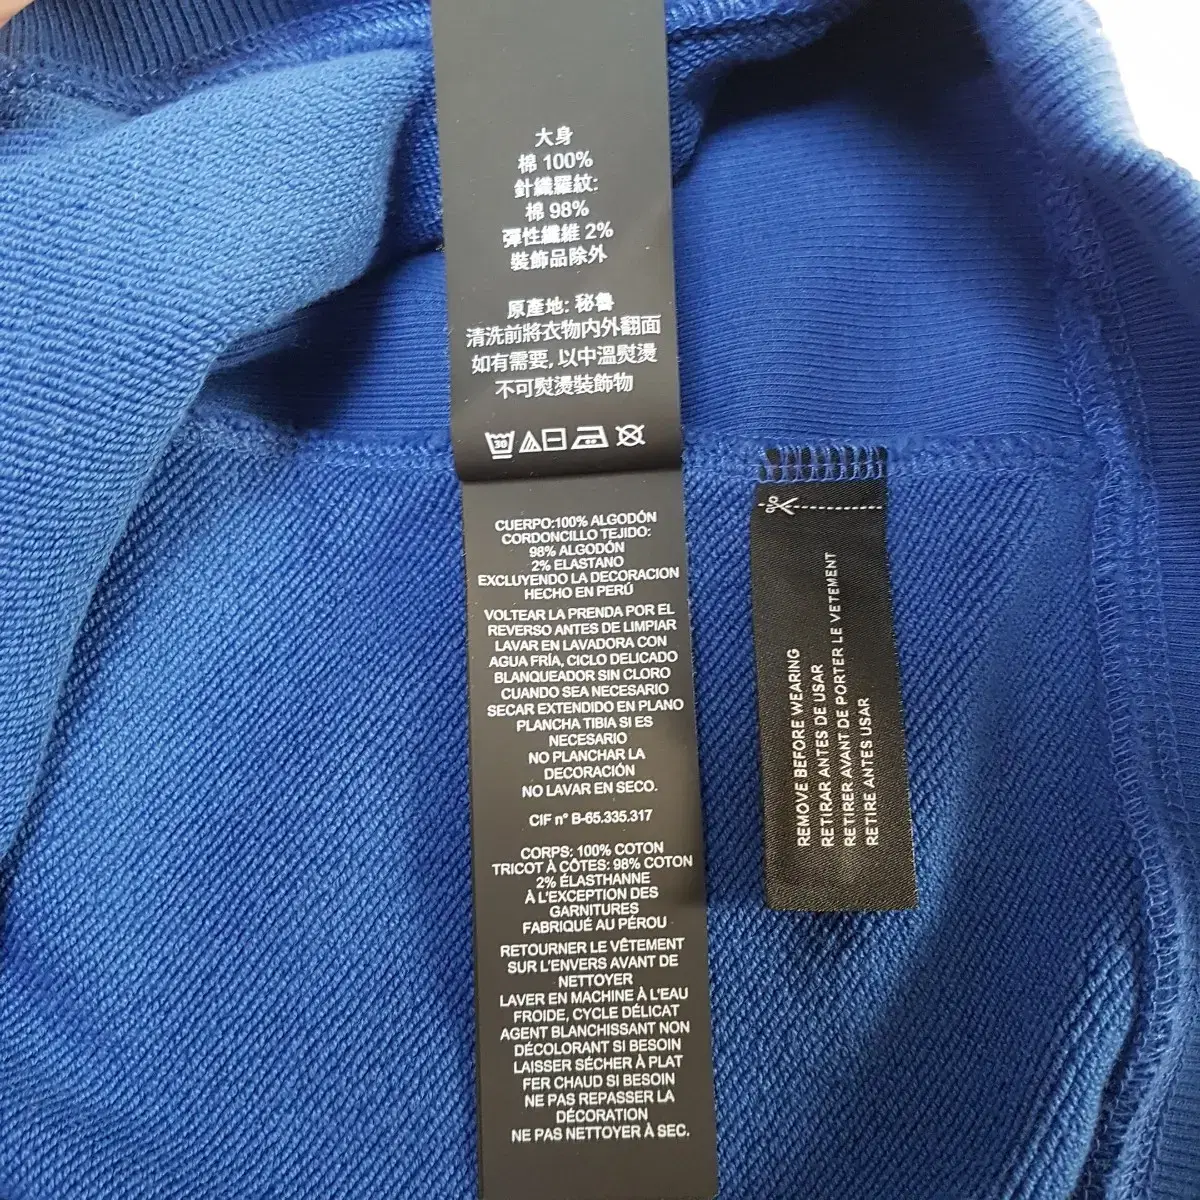 大身
棉 100%
針織羅紋:
棉 98%
彈性纖維 2%
裝飾品除外
原產地: 秘魯
清洗前將衣物內外翻面
如有需要, 以中溫熨燙
不可熨燙裝飾物
30
CUERPO:100% ALGODÓN
CORDONCILLO TEJIDO:
98% ALGODÓN
2% ELASTANO
EXCLUYENDO LA DECORACION
HECHO EN PERÚ
VOLTEAR LA PRENDA POR EL
REVERSO ANTES DE LIMPIAR
LAVAR EN LAVADORA CON
AGUA FRÍA, CICLO DELICADO
BLANQUEADOR SIN CLORO
CUANDO SEA NECESARIO
SECAR EXTENDIDO EN PLANO
PLANCHA TIBIA SI ES
NECESARIO
NO PLANCHAR LA
DECORACIÓN
NO LAVAR EN SECO.
CIF n° B-65.335.317
CORPS: 100% COTON
TRICOT À CÔTES: 98% COTON
2% ÉLASTHANNE
À L'EXCEPTION DES
GARNITURES
FABRIQUÉ AU PÉROU
RETOURNER LE VÊTEMENT
SUR L'ENVERS AVANT DE
NETTOYER
LAVER EN MACHINE À L'EAU
FROIDE, CYCLE DÉLICAT
AGENT BLANCHISSANT NON
DÉCOLORANT SI BESOIN
LAISSER SÉCHER À PLAT
FER CHAUD SI BESOIN
NE PAS REPASSER LA
DÉCORATION
NE PAS NETTOYER À SEC.
REMOVE BEFORE WEARING
RETIRAR ANTES DE USAR
RETIRER AVANT DE PORTER LE VETEMENT
RETIRE ANTES USAR